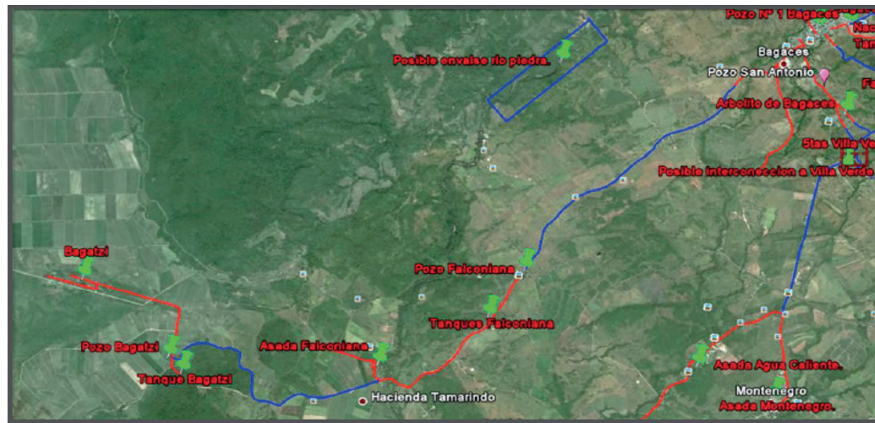 Pozo Nº 1 Bagaces
Posible envalse rio piedra.
Bagaces
Pozo San Antonio
Arbolito de Bagaces
5tas Villa Ve
Posible interconeccion a Villa Verde
Bagatzi
Pozo Falconiana
Tanques Falconiana
Pozo Bagatzi
Asada Falconiana
Tanque Bagatzi
Asada Agua Caliente.
Hacienda Tamarindo
Montenegro
Asada Montenegro.